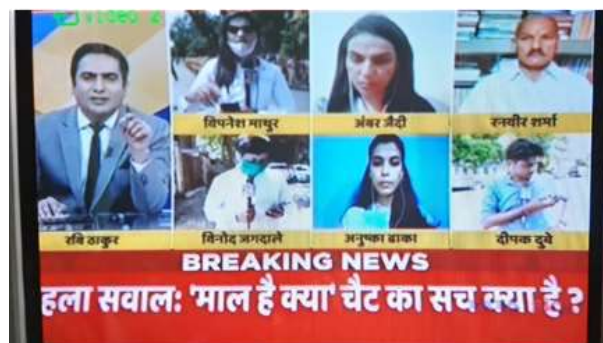 video 2
विपनेश माथुर
अंबर जैदी
रनवीर शर्मा
रवि ठाकुर
विनोद जगदाले
अनुष्का ढाका
दीपक दुबे
BREAKING NEWS
हला सवाल: 'माल है क्या' चैट का सच क्या है ?